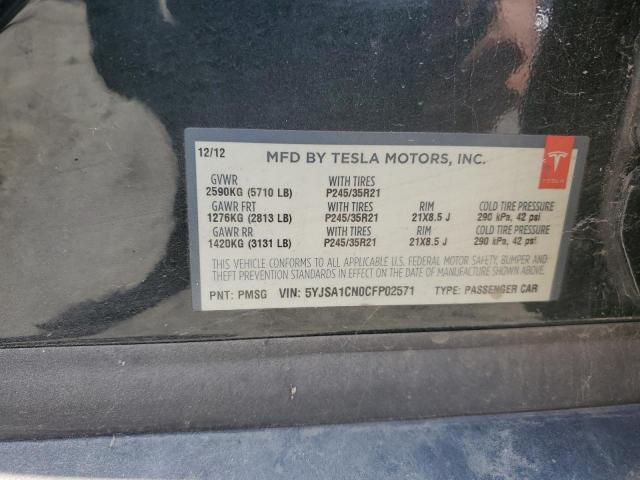 12/12 MFD BY TESLA MOTORS, INC.
TESLA
GVWR WITH TIRES
2590KG (5710 LB) P245/35R21
GAWR FRT WITH TIRES RIM COLD TIRE PRESSURE
1276KG (2813 LB) P245/35R21 21X8.5 J 290 kPa, 42 psi
GAWR RR WITH TIRES RIM COLD TIRE PRESSURE
1420KG (3131 LB) P245/35R21 21X8.5 J 290 kPa, 42 psi
THIS VEHICLE CONFORMS TO ALL APPLICABLE U.S. FEDERAL MOTOR SAFETY, BUMPER AND
THEFT PREVENTION STANDARDS IN EFFECT ON THE DATE OF MANUFACTURE SHOWN ABOVE.
PNT: PMSG VIN: 5YJSA1CN0CFP02571 TYPE: PASSENGER CAR